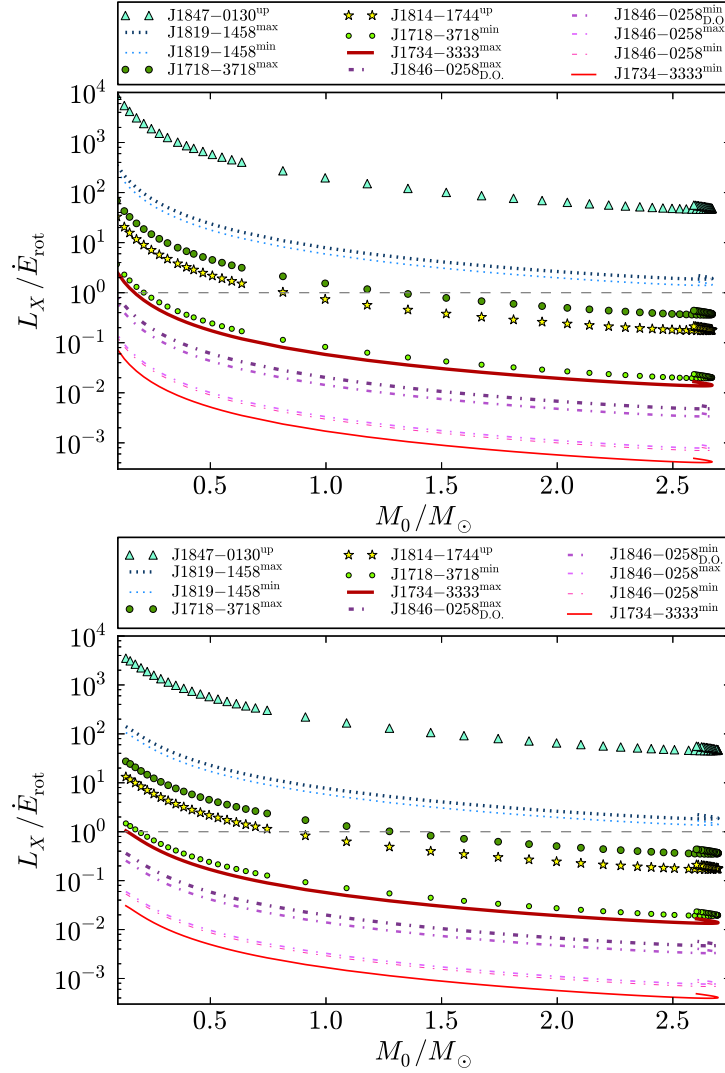 J1847−0130^up J1814−1744^up J1846−0258^min_D.O.
J1819−1458^max J1718−3718^min J1846−0258^max
J1819−1458^min J1734−3333^max J1846−0258^min
J1718−3718^max J1846−0258^max_D.O. J1734−3333^min
10^4
10^3
10^2
10^1
10^0
10^−1
10^−2
10^−3
L_X/Ė_rot
0.5 1.0 1.5 2.0 2.5
M_0/M_⊙
J1847−0130^up J1814−1744^up J1846−0258^min_D.O.
J1819−1458^max J1718−3718^min J1846−0258^max
J1819−1458^min J1734−3333^max J1846−0258^min
J1718−3718^max J1846−0258^max_D.O. J1734−3333^min
10^4
10^3
10^2
10^1
10^0
10^−1
10^−2
10^−3
L_X/Ė_rot
0.5 1.0 1.5 2.0 2.5
M_0/M_⊙